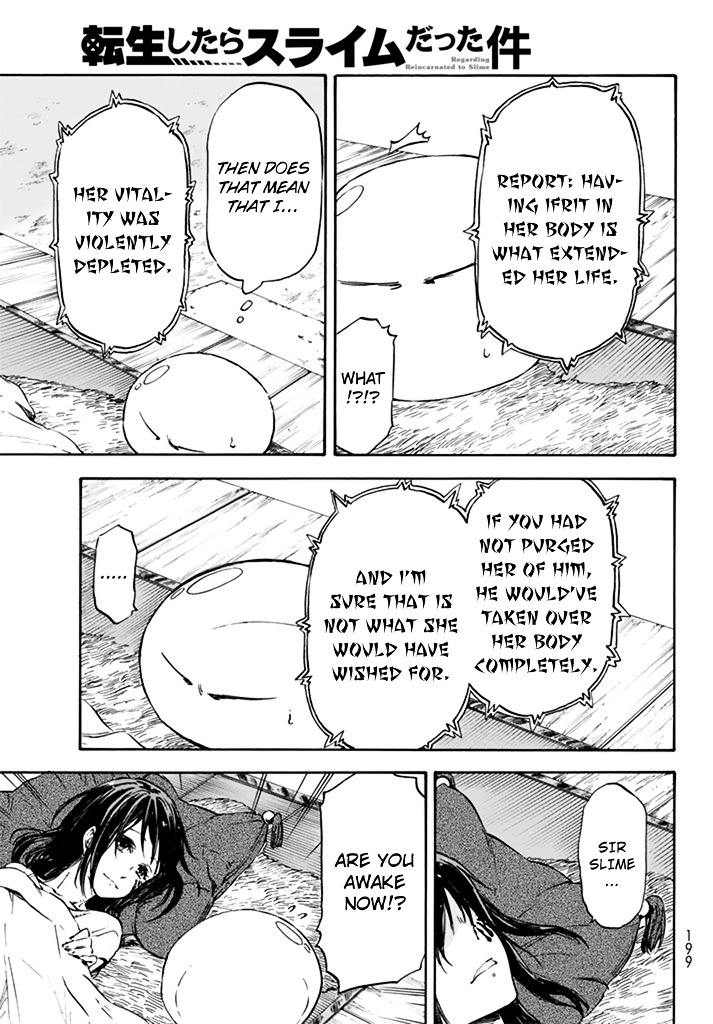 転生したらスライムだった件
Regarding
Reincarnated to Slime
REPORT: HAV-
ING IFRIT IN
HER BODY IS
WHAT EXTEND-
ED HER LIFE.
WHAT
!?!?
THEN DOES
THAT MEAN
THAT I...
HER VITAL-
ITY WAS
VIOLENTLY
DEPLETED.
IF YOU HAD
NOT PURGED
HER OF HIM,
HE WOULD'VE
TAKEN OVER
HER BODY
COMPLETELY.
AND I'M
SURE THAT IS
NOT WHAT SHE
WOULD HAVE
WISHED FOR.
.....
SIR
SLIME
...
ARE YOU
AWAKE
NOW!?
199